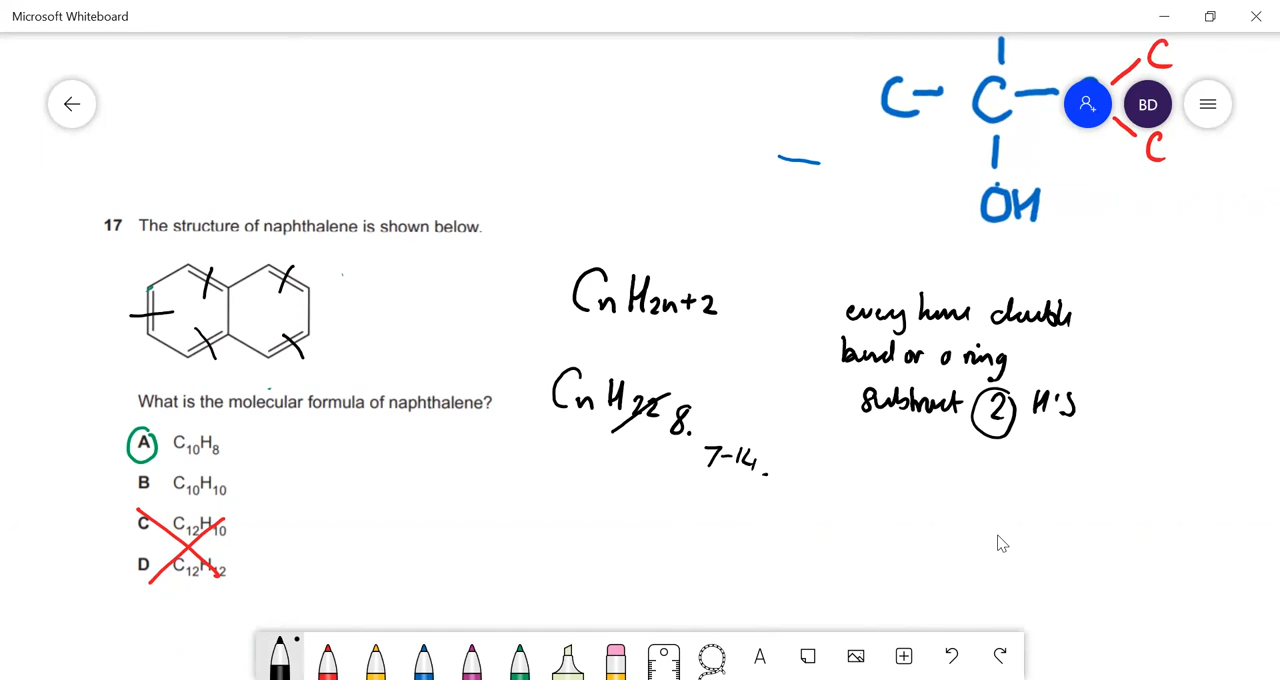 Microsoft Whiteboard
C
C - C -
BD
C
OH
17 The structure of naphthalene is shown below.
CnH2n+2
every time double
bond or a ring
subtract 2 H's
CnH22 8.
7-14.
What is the molecular formula of naphthalene?
A C10H8
B C10H10
C C12H10
D C12H12
A